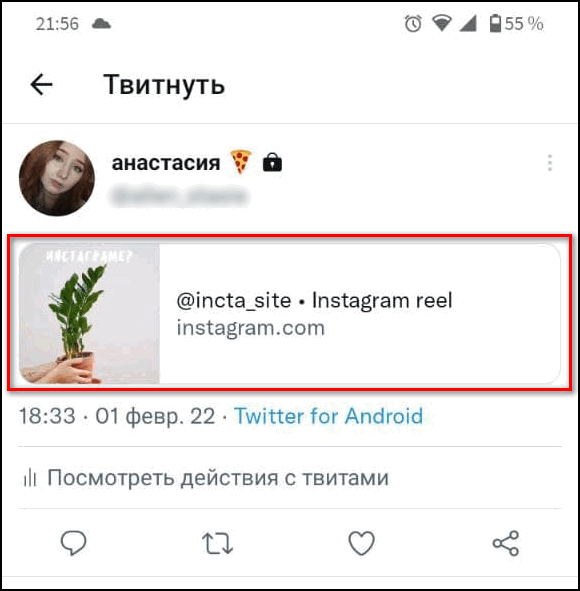 21:56 55 %
Твитнуть
анастасия
ИНСТАГРАМЕ?
@incta_site • Instagram reel
instagram.com
18:33 · 01 февр. 22 · Twitter for Android
Посмотреть действия с твитами